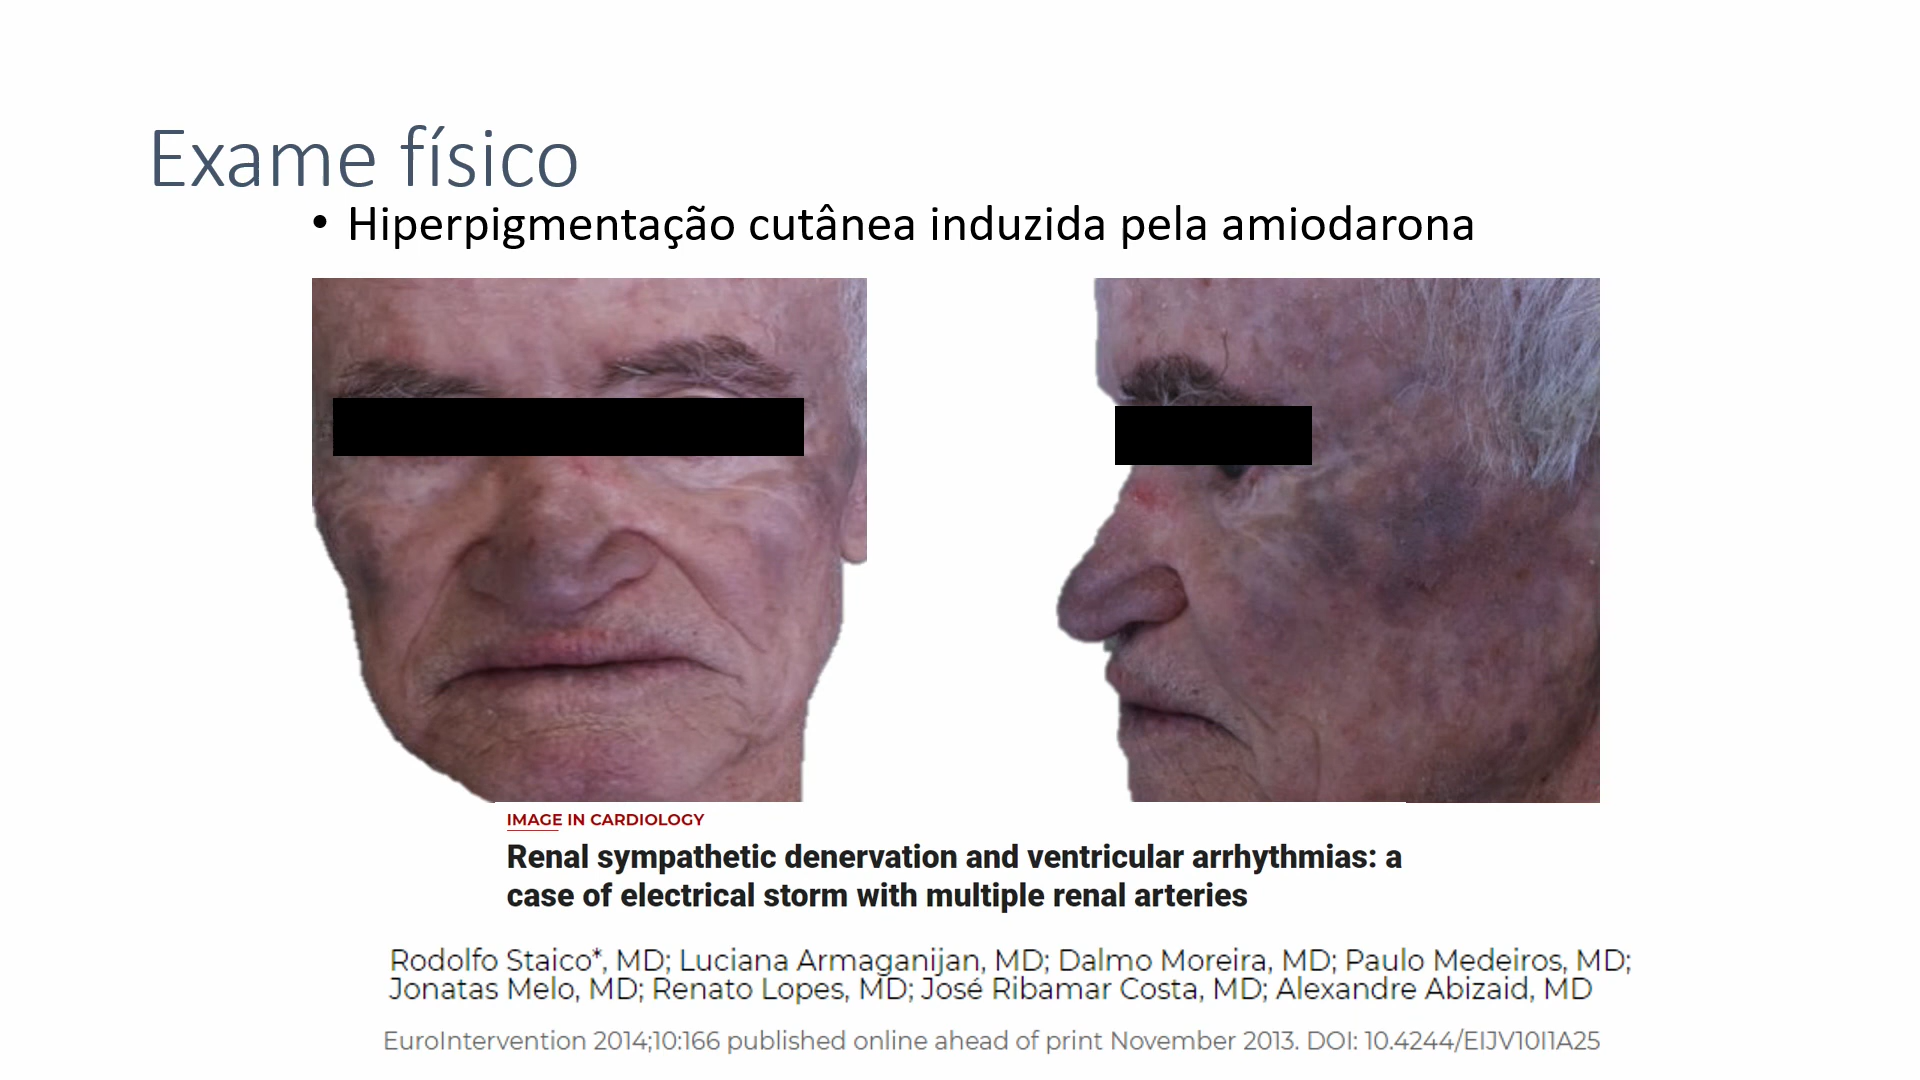 Exame físico
• Hiperpigmentação cutânea induzida pela amiodarona
IMAGE IN CARDIOLOGY
Renal sympathetic denervation and ventricular arrhythmias: a
case of electrical storm with multiple renal arteries
Rodolfo Staico*, MD; Luciana Armaganijan, MD; Dalmo Moreira, MD; Paulo Medeiros, MD;
Jonatas Melo, MD; Renato Lopes, MD; José Ribamar Costa, MD; Alexandre Abizaid, MD
EuroIntervention 2014;10:166 published online ahead of print November 2013. DOI: 10.4244/EIJV10I1A25